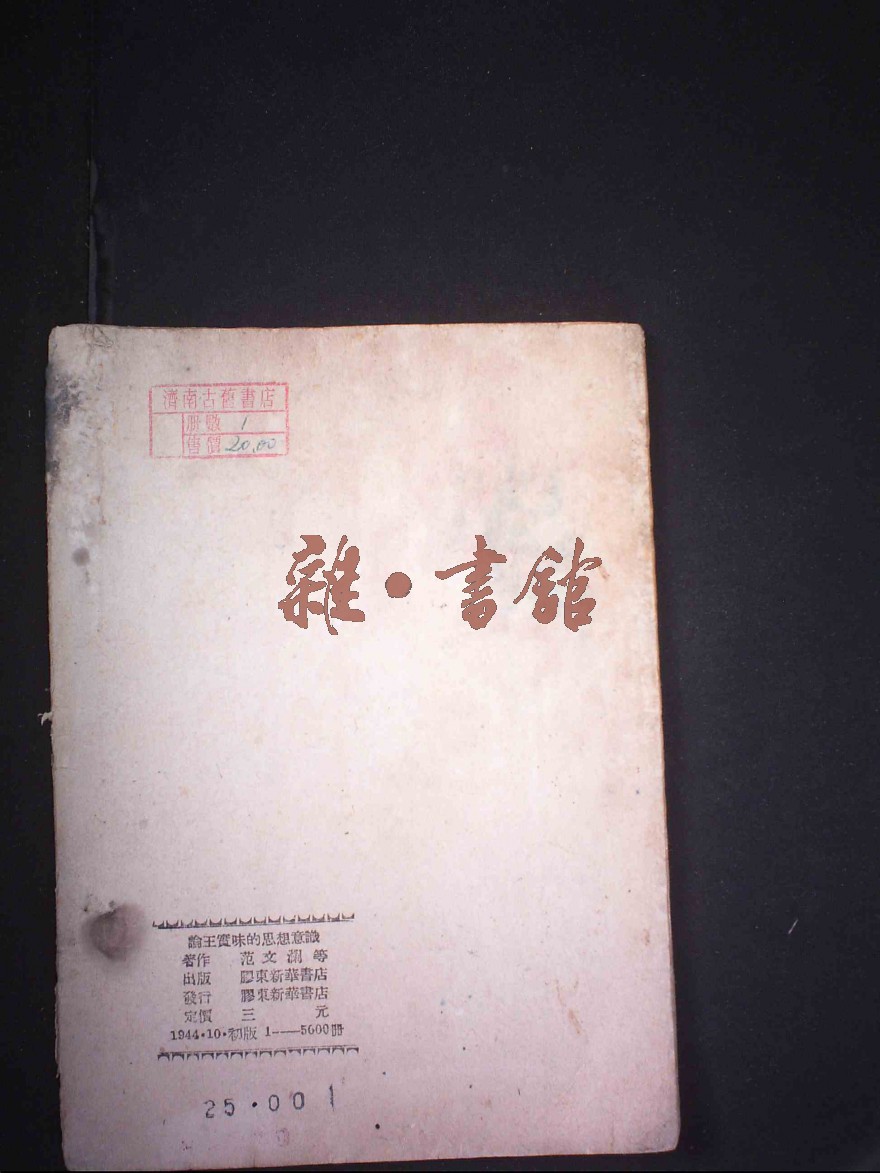 濟南古舊書店
册數 1
售價 20.00
雜·書館
論王實味的思想意識
著作 范文瀾等
出版 膠東新華書店
發行 膠東新華書店
定價 三元
1944·10·初版 1——5000冊
25·00 1